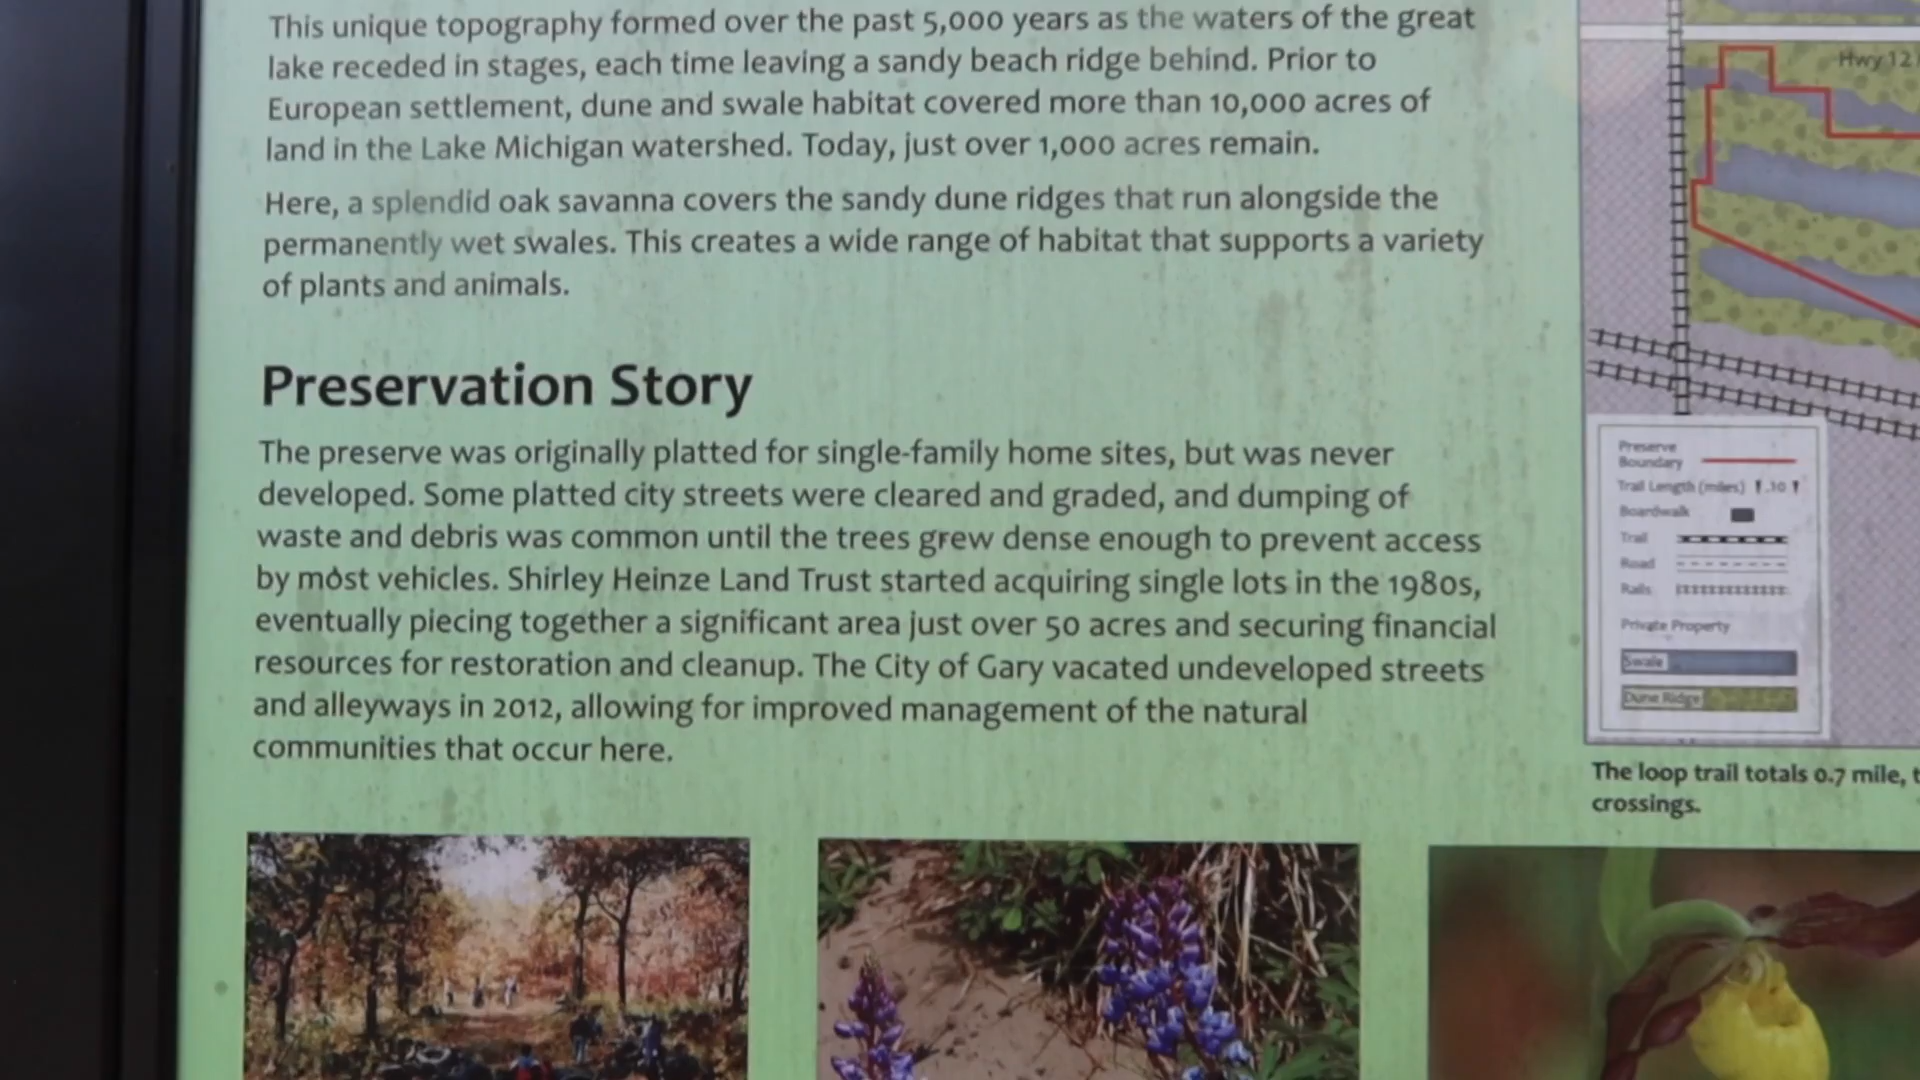 This unique topography formed over the past 5,000 years as the waters of the great
lake receded in stages, each time leaving a sandy beach ridge behind. Prior to
European settlement, dune and swale habitat covered more than 10,000 acres of
land in the Lake Michigan watershed. Today, just over 1,000 acres remain.
Here, a splendid oak savanna covers the sandy dune ridges that run alongside the
permanently wet swales. This creates a wide range of habitat that supports a variety
of plants and animals.
Preservation Story
The preserve was originally platted for single-family home sites, but was never
developed. Some platted city streets were cleared and graded, and dumping of
waste and debris was common until the trees grew dense enough to prevent access
by most vehicles. Shirley Heinze Land Trust started acquiring single lots in the 1980s,
eventually piecing together a significant area just over 50 acres and securing financial
resources for restoration and cleanup. The City of Gary vacated undeveloped streets
and alleyways in 2012, allowing for improved management of the natural
communities that occur here.
Hwy 12
Preserve
Boundary
Trail Length (miles) .10
Boardwalk
Trail
Road
Rails
Private Property
Swale
Dune Ridge
The loop trail totals 0.7 mile, t
crossings.